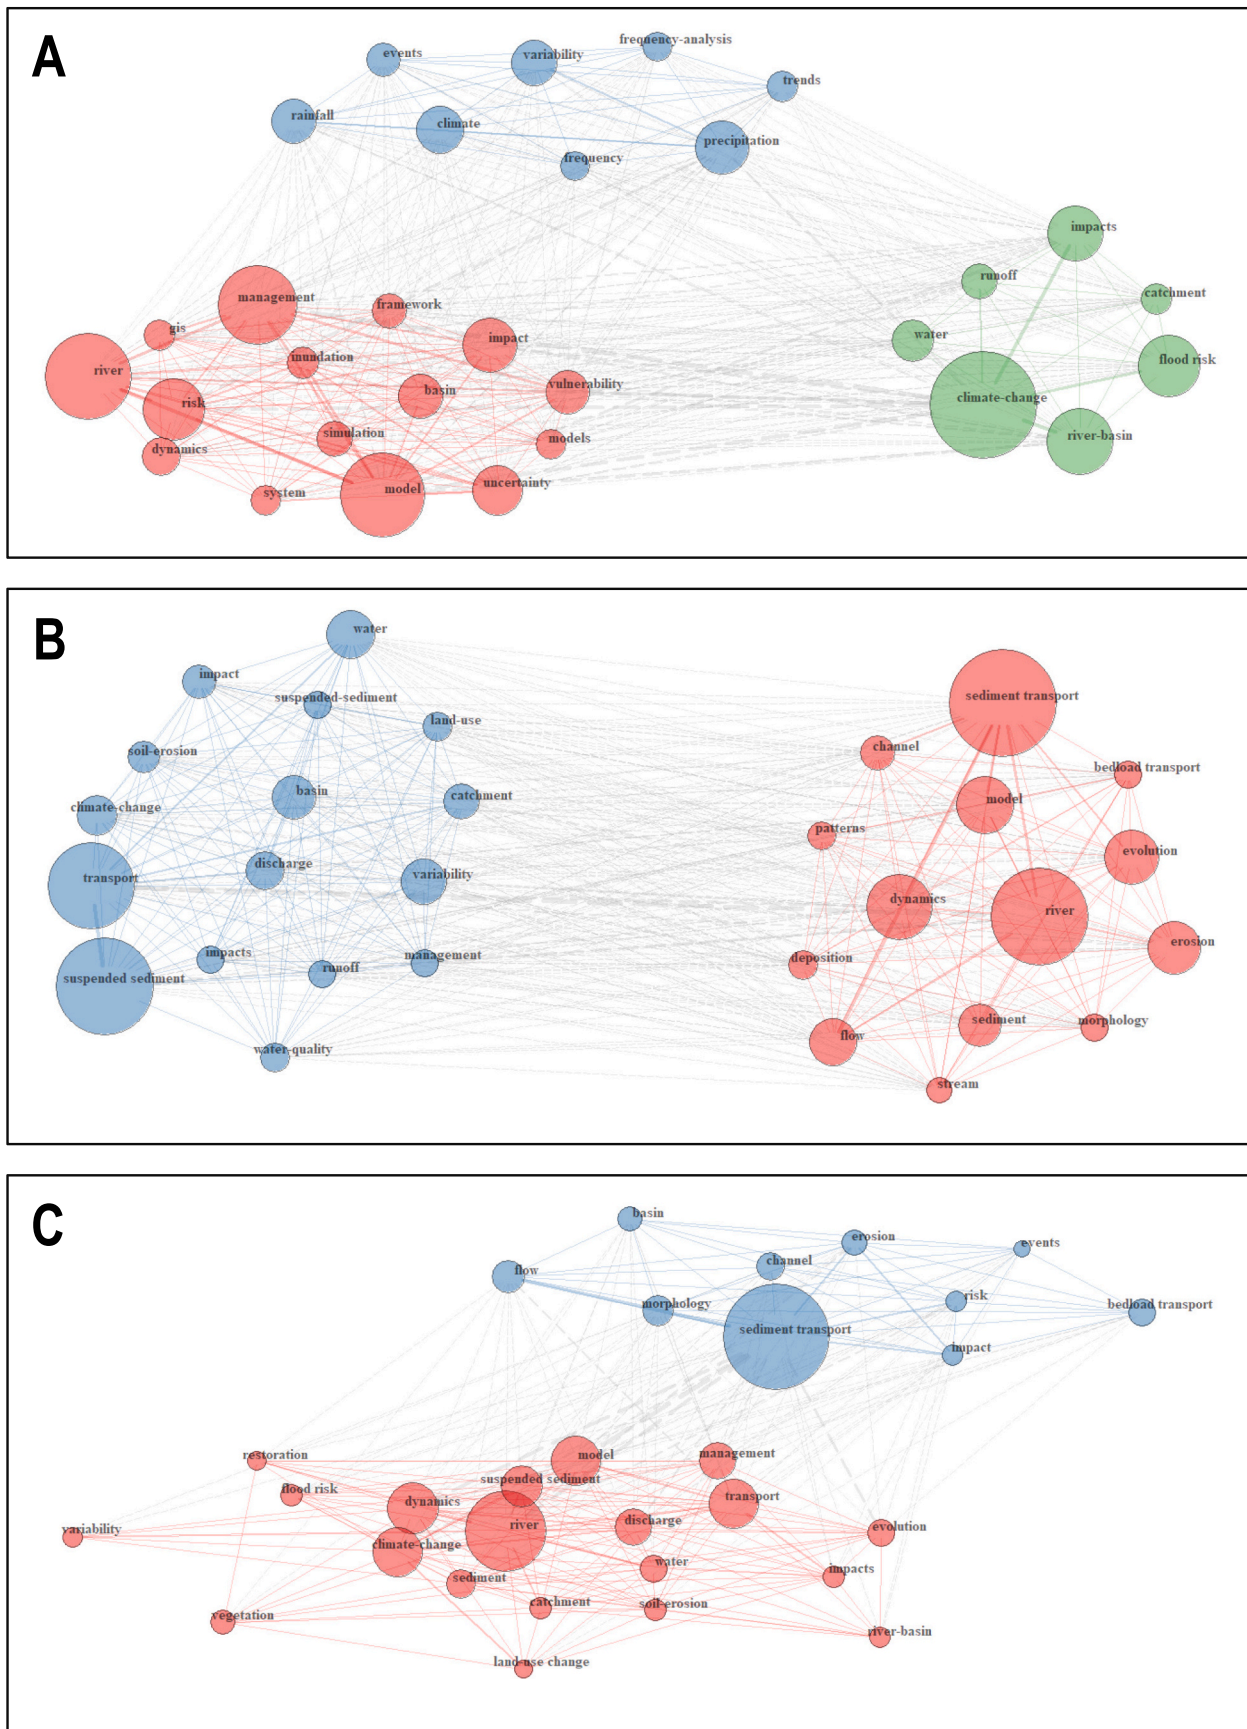 A
frequency-analysis
events
variability
trends
rainfall
climate
precipitation
frequency
impacts
runoff
catchment
management
framework
gis
water
impact
inundation
flood risk
river
vulnerability
basin
climate-change
risk
simulation
river-basin
models
dynamics
uncertainty
model
system
B
water
impact
sediment transport
suspended-sediment
land-use
channel
soil-erosion
bedload transport
basin
catchment
model
climate-change
patterns
evolution
discharge
variability
transport
dynamics
river
erosion
impacts
management
deposition
runoff
suspended sediment
sediment
morphology
flow
water-quality
stream
C
basin
erosion
events
channel
flow
risk
morphology
bedload transport
sediment transport
impact
restoration
model
management
suspended sediment
flood risk
dynamics
transport
discharge
river
variability
evolution
climate-change
water
impacts
sediment
catchment
soil-erosion
vegetation
river-basin
land-use change